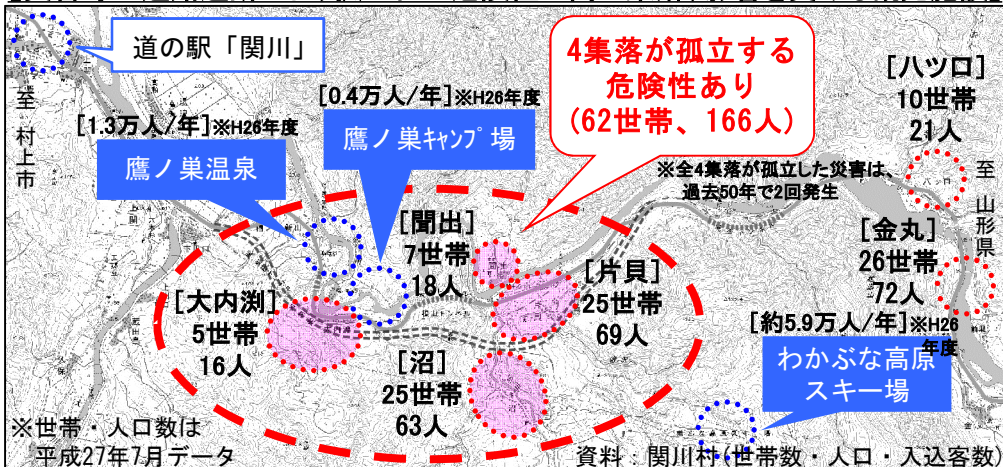 道の駅「関川」
至
村
上
市
[1.3万人/年]※H26年度
鷹ノ巣温泉
[0.4万人/年]※H26年度
鷹ノ巣キャンプ場
4集落が孤立する
危険性あり
(62世帯、166人)
※全4集落が孤立した災害は、
過去50年で2回発生
[八ツ口]
10世帯
21人
至
山
形
県
[金丸]
26世帯
72人
[聞出]
7世帯
18人
[片貝]
25世帯
69人
[大内渕]
5世帯
16人
[沼]
25世帯
63人
[約5.9万人/年]※H26
年度
わかぶな高原
スキー場
※世帯・人口数は
平成27年7月データ
資料：関川村(世帯数・人口・入込客数)